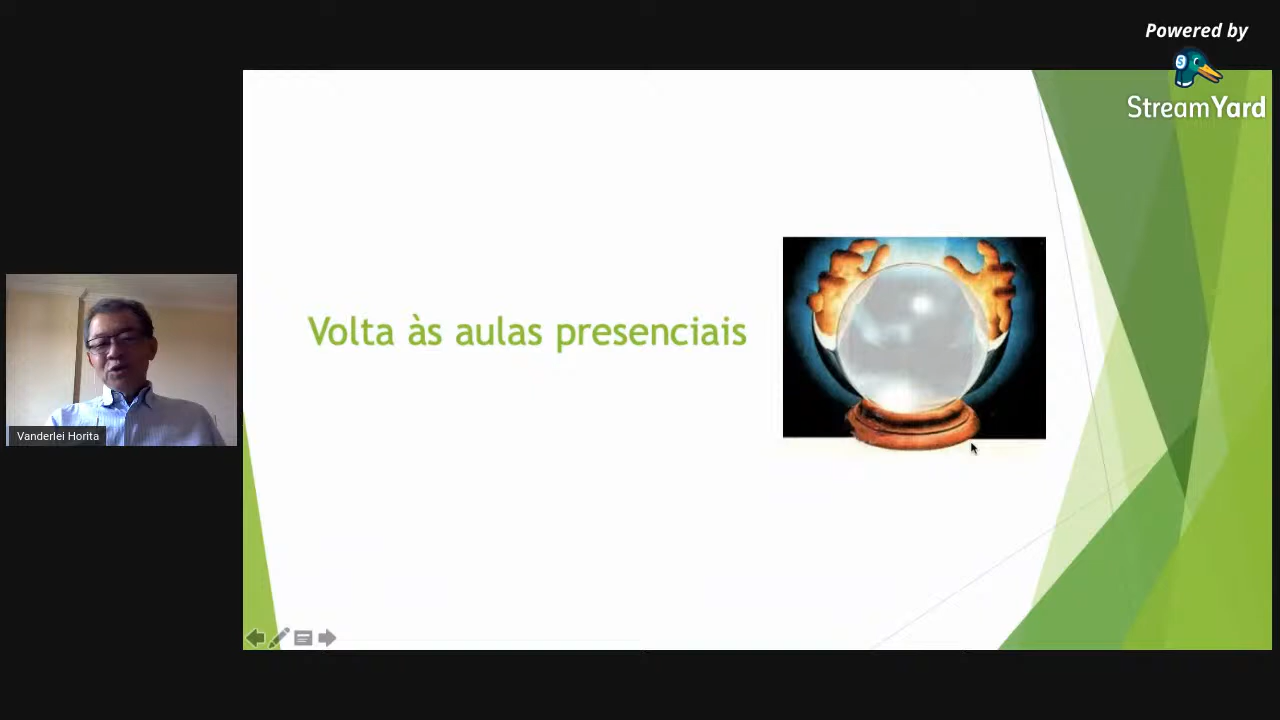 Powered by
StreamYard
Volta às aulas presenciais
Vanderlei Horita